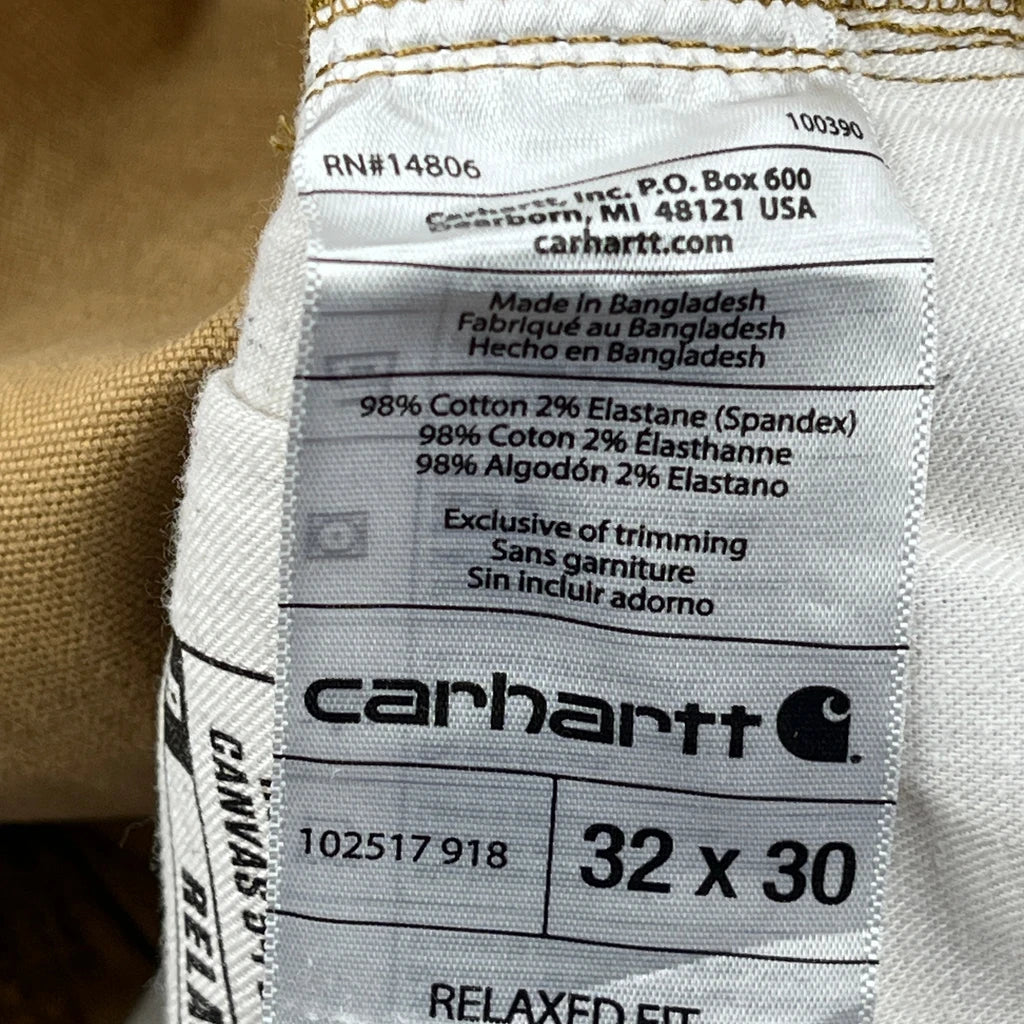 100390
RN#14806
Carhartt, Inc. P.O. Box 600
Dearborn, MI 48121 USA
carhartt.com
Made in Bangladesh
Fabriqué au Bangladesh
Hecho en Bangladesh
98% Cotton 2% Elastane (Spandex)
98% Coton 2% Élasthanne
98% Algodón 2% Elastano
Exclusive of trimming
Sans garniture
Sin incluir adorno
carhartt
102517 918
32 x 30
RELAXED FIT
CANVAS
RELA